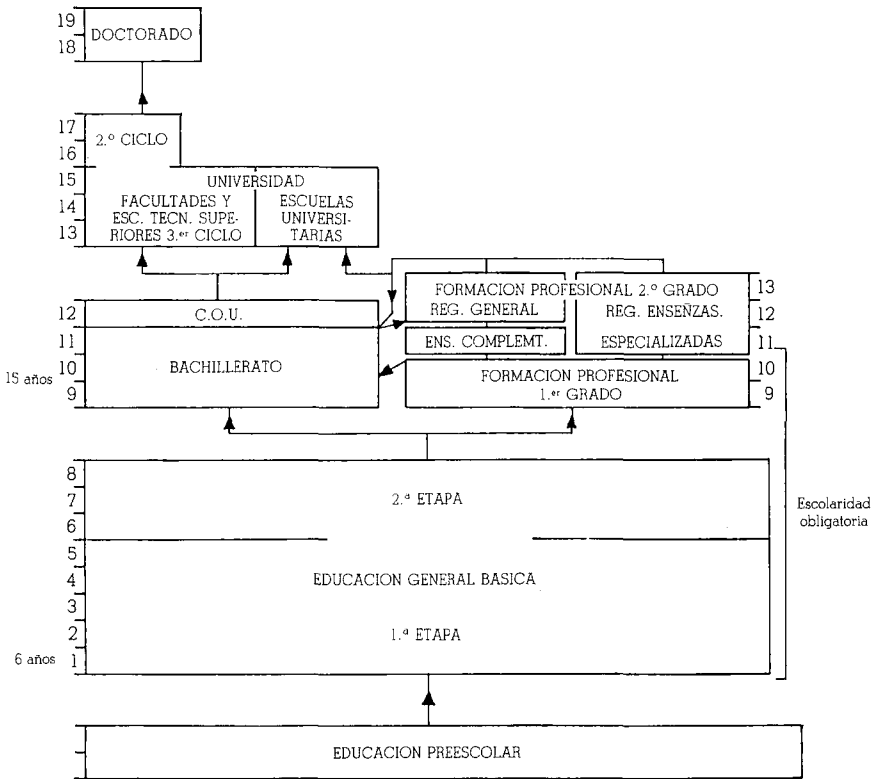 19
DOCTORADO
18
17
2.º CICLO
16
15
UNIVERSIDAD
14
FACULTADES Y
ESC. TECN. SUPE-
RIORES 3.er CICLO
ESCUELAS
UNIVERSI-
TARIAS
13
FORMACION PROFESIONAL 2.º GRADO
13
12
C.O.U.
REG. GENERAL
REG. ENSEÑZAS.
12
11
ENS. COMPLEMT.
ESPECIALIZADAS
11
10
BACHILLERATO
FORMACION PROFESIONAL
10
15 años
9
1.er GRADO
9
8
7
2.ª ETAPA
6
Escolaridad
obligatoria
5
4
EDUCACION GENERAL BASICA
3
2
1.ª ETAPA
6 años
1
EDUCACION PREESCOLAR